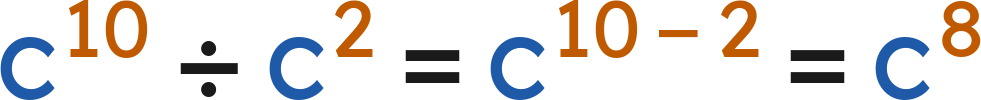 c¹⁰ ÷ c² = c¹⁰ ⁻ ² = c⁸